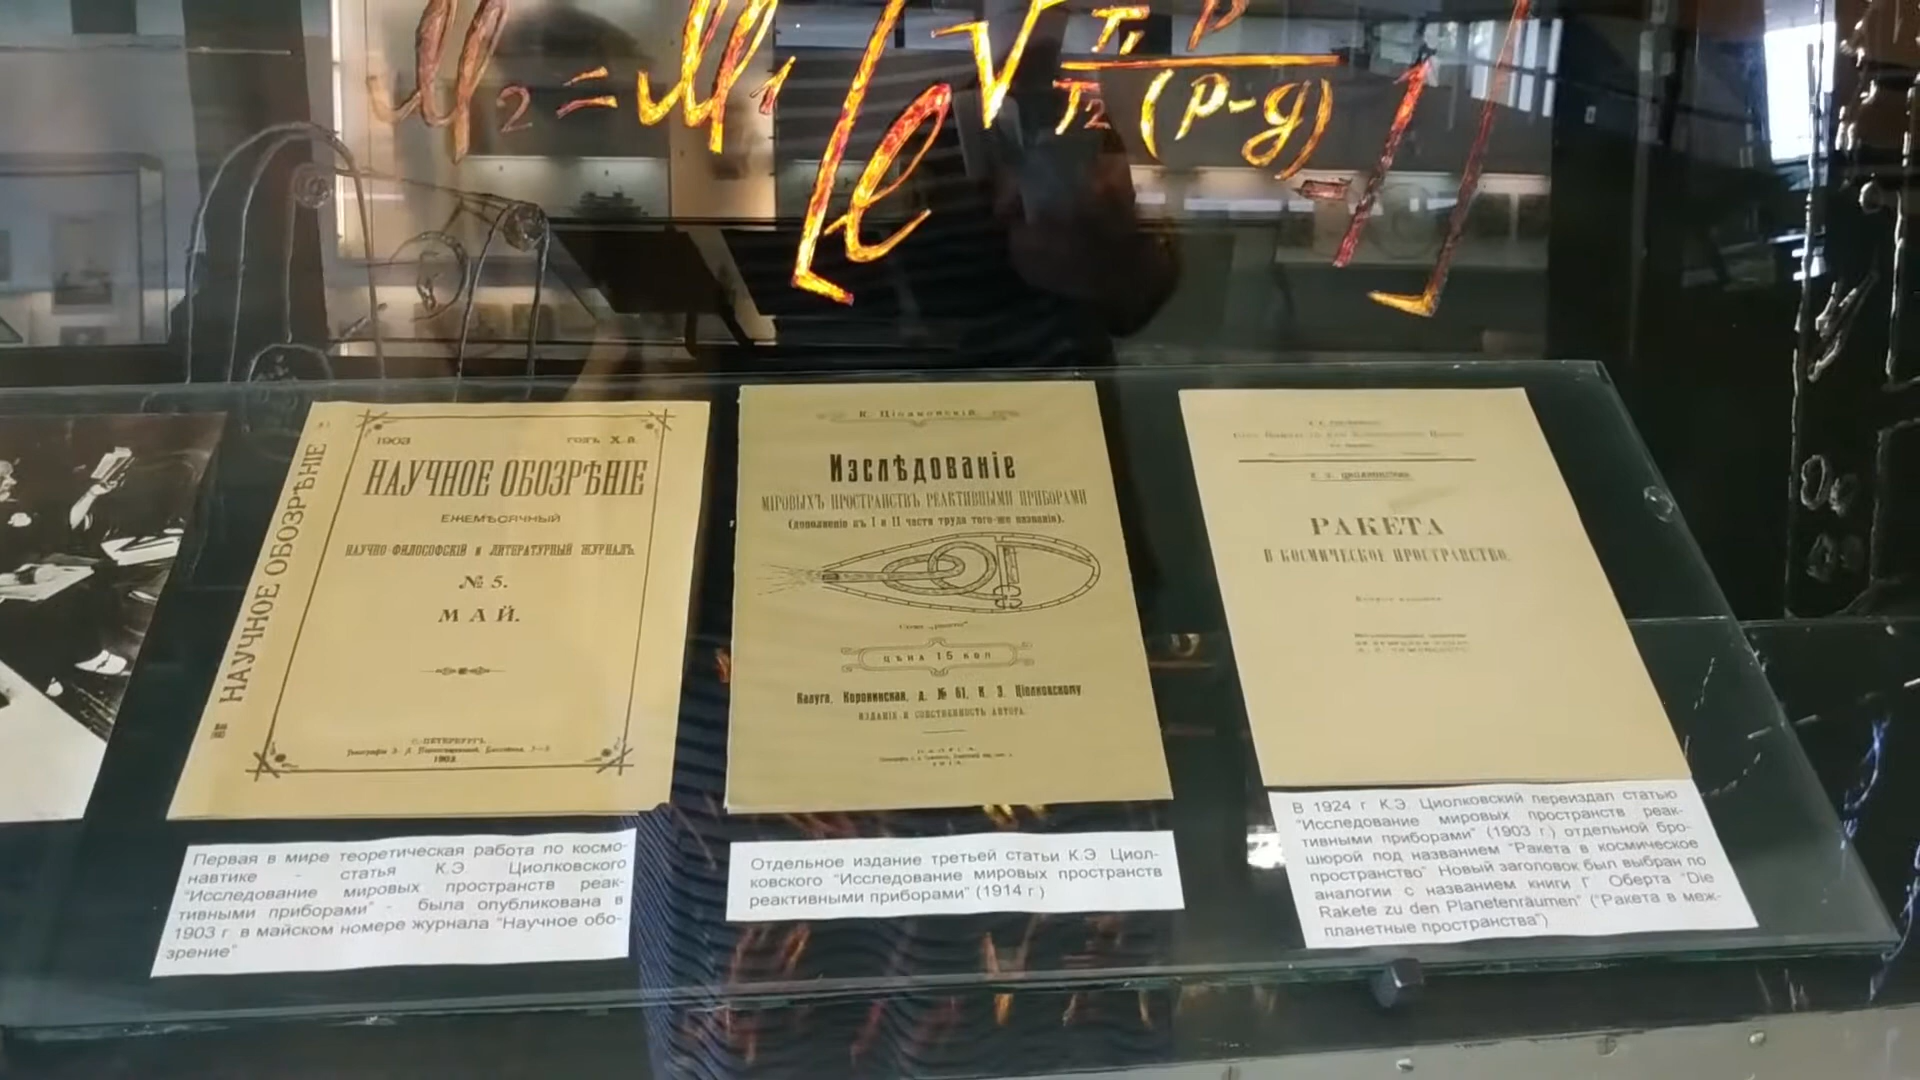 M₂ = M₁ [e √ T₁ p / T₂ (p-g) - 1]
НАУЧНОЕ ОБОЗРѢНІЕ
1903 годъ X-й.
НАУЧНОЕ ОБОЗРѢНІЕ
ЕЖЕМѢСЯЧНЫЙ
НАУЧНО-ФИЛОСОФСКІЙ и ЛИТЕРАТУРНЫЙ ЖУРНАЛЪ.
№ 5.
МАЙ.
С.-ПЕТЕРБУРГЪ.
1903.
К. Ціолковскій.
Изслѣдованіе
МІРОВЫХЪ ПРОСТРАНСТВЪ РЕАКТИВНЫМИ ПРИБОРАМИ
(дополненіе къ I и II части труда того-же названія).
ЦѢНА 15 КОП
Калуга, Коровинская, д. № 61, К. Э. Ціолковскому.
ИЗДАНІЕ И СОБСТВЕННОСТЬ АВТОРА.
КАЛУГА.
1914.
К. Э. ЦИОЛКОВСКИЙ
РАКЕТА
В КОСМИЧЕСКОЕ ПРОСТРАНСТВО.
Второе издание
Первая в мире теоретическая работа по космо-
навтике - статья К.Э. Циолковского
"Исследование мировых пространств реак-
тивными приборами" - была опубликована в
1903 г. в майском номере журнала "Научное обо-
зрение"
Отдельное издание третьей статьи К.Э. Циол-
ковского "Исследование мировых пространств
реактивными приборами" (1914 г.)
В 1924 г. К.Э. Циолковский переиздал статью
"Исследование мировых пространств реак-
тивными приборами" (1903 г.) отдельной бро-
шюрой под названием "Ракета в космическое
пространство" Новый заголовок был выбран по
аналогии с названием книги Г. Оберта "Die
Rakete zu den Planetenräumen" ("Ракета в меж-
планетные пространства")